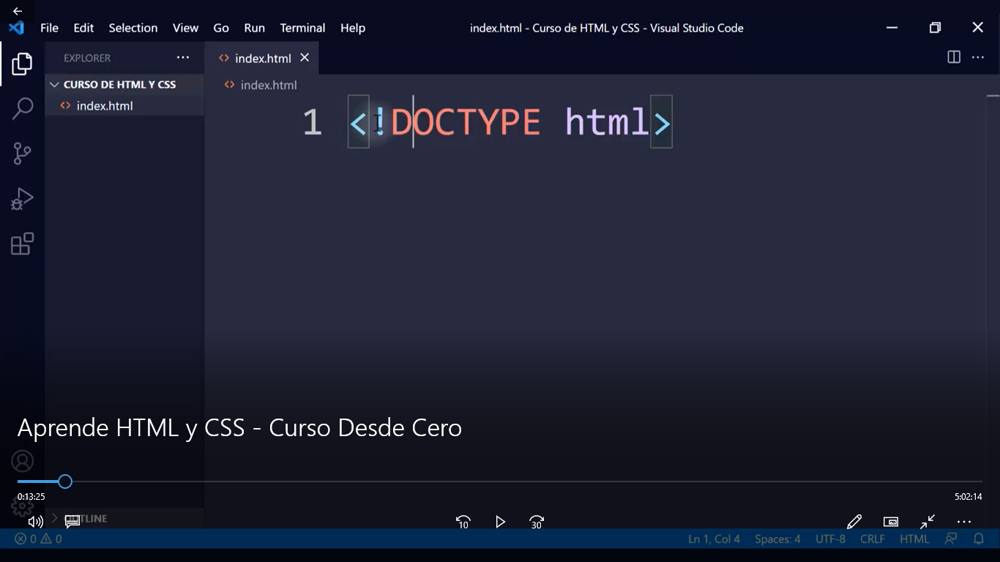 File Edit Selection View Go Run Terminal Help
index.html - Curso de HTML y CSS - Visual Studio Code
EXPLORER
index.html
CURSO DE HTML Y CSS
index.html
index.html
1 <!DOCTYPE html>
Aprende HTML y CSS - Curso Desde Cero
0:13:25
5:02:14
OUTLINE
10
30
0 0
Ln 1, Col 4 Spaces: 4 UTF-8 CRLF HTML